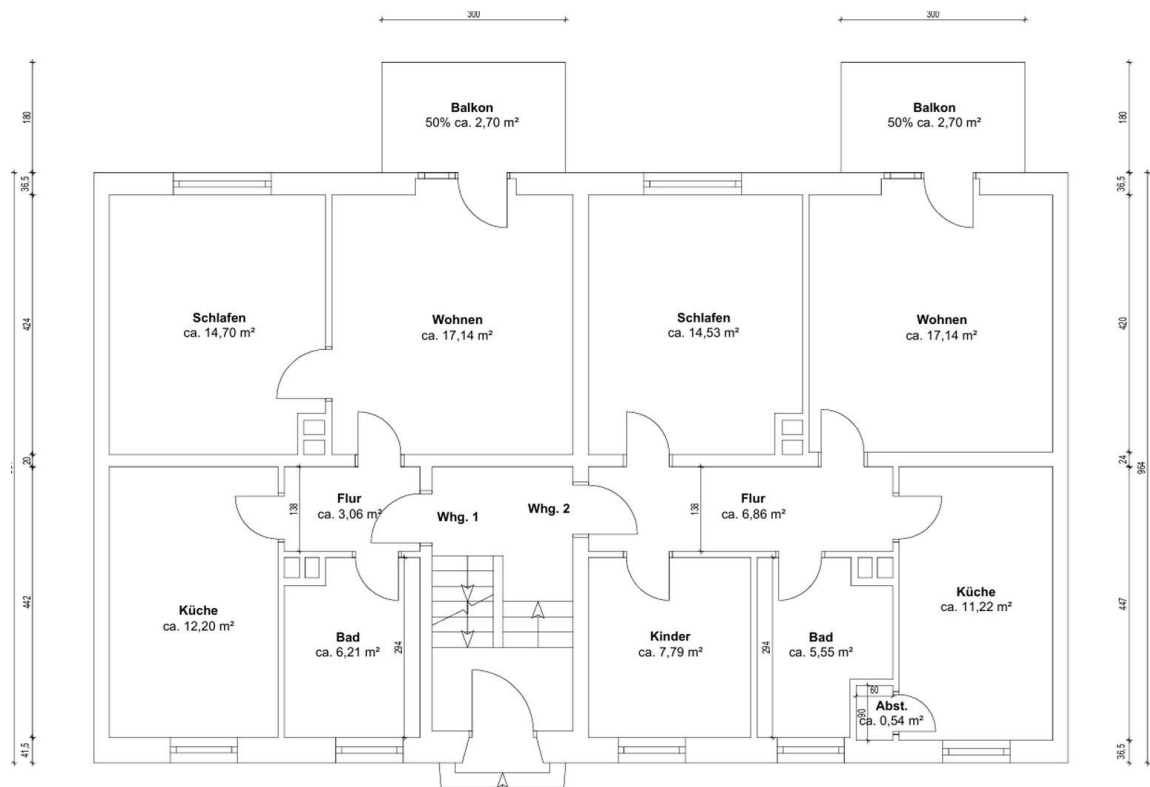 300
300
180
Balkon
50% ca. 2,70 m²
Balkon
50% ca. 2,70 m²
180
36,5
36,5
424
Schlafen
ca. 14,70 m²
Wohnen
ca. 17,14 m²
Schlafen
ca. 14,53 m²
Wohnen
ca. 17,14 m²
420
20
24
964
138
Flur
ca. 3,06 m²
Whg. 1
Whg. 2
138
Flur
ca. 6,86 m²
442
Küche
ca. 12,20 m²
Bad
ca. 6,21 m²
294
Kinder
ca. 7,79 m²
294
Bad
ca. 5,55 m²
Küche
ca. 11,22 m²
447
60
90
Abst.
ca. 0,54 m²
41,5
36,5